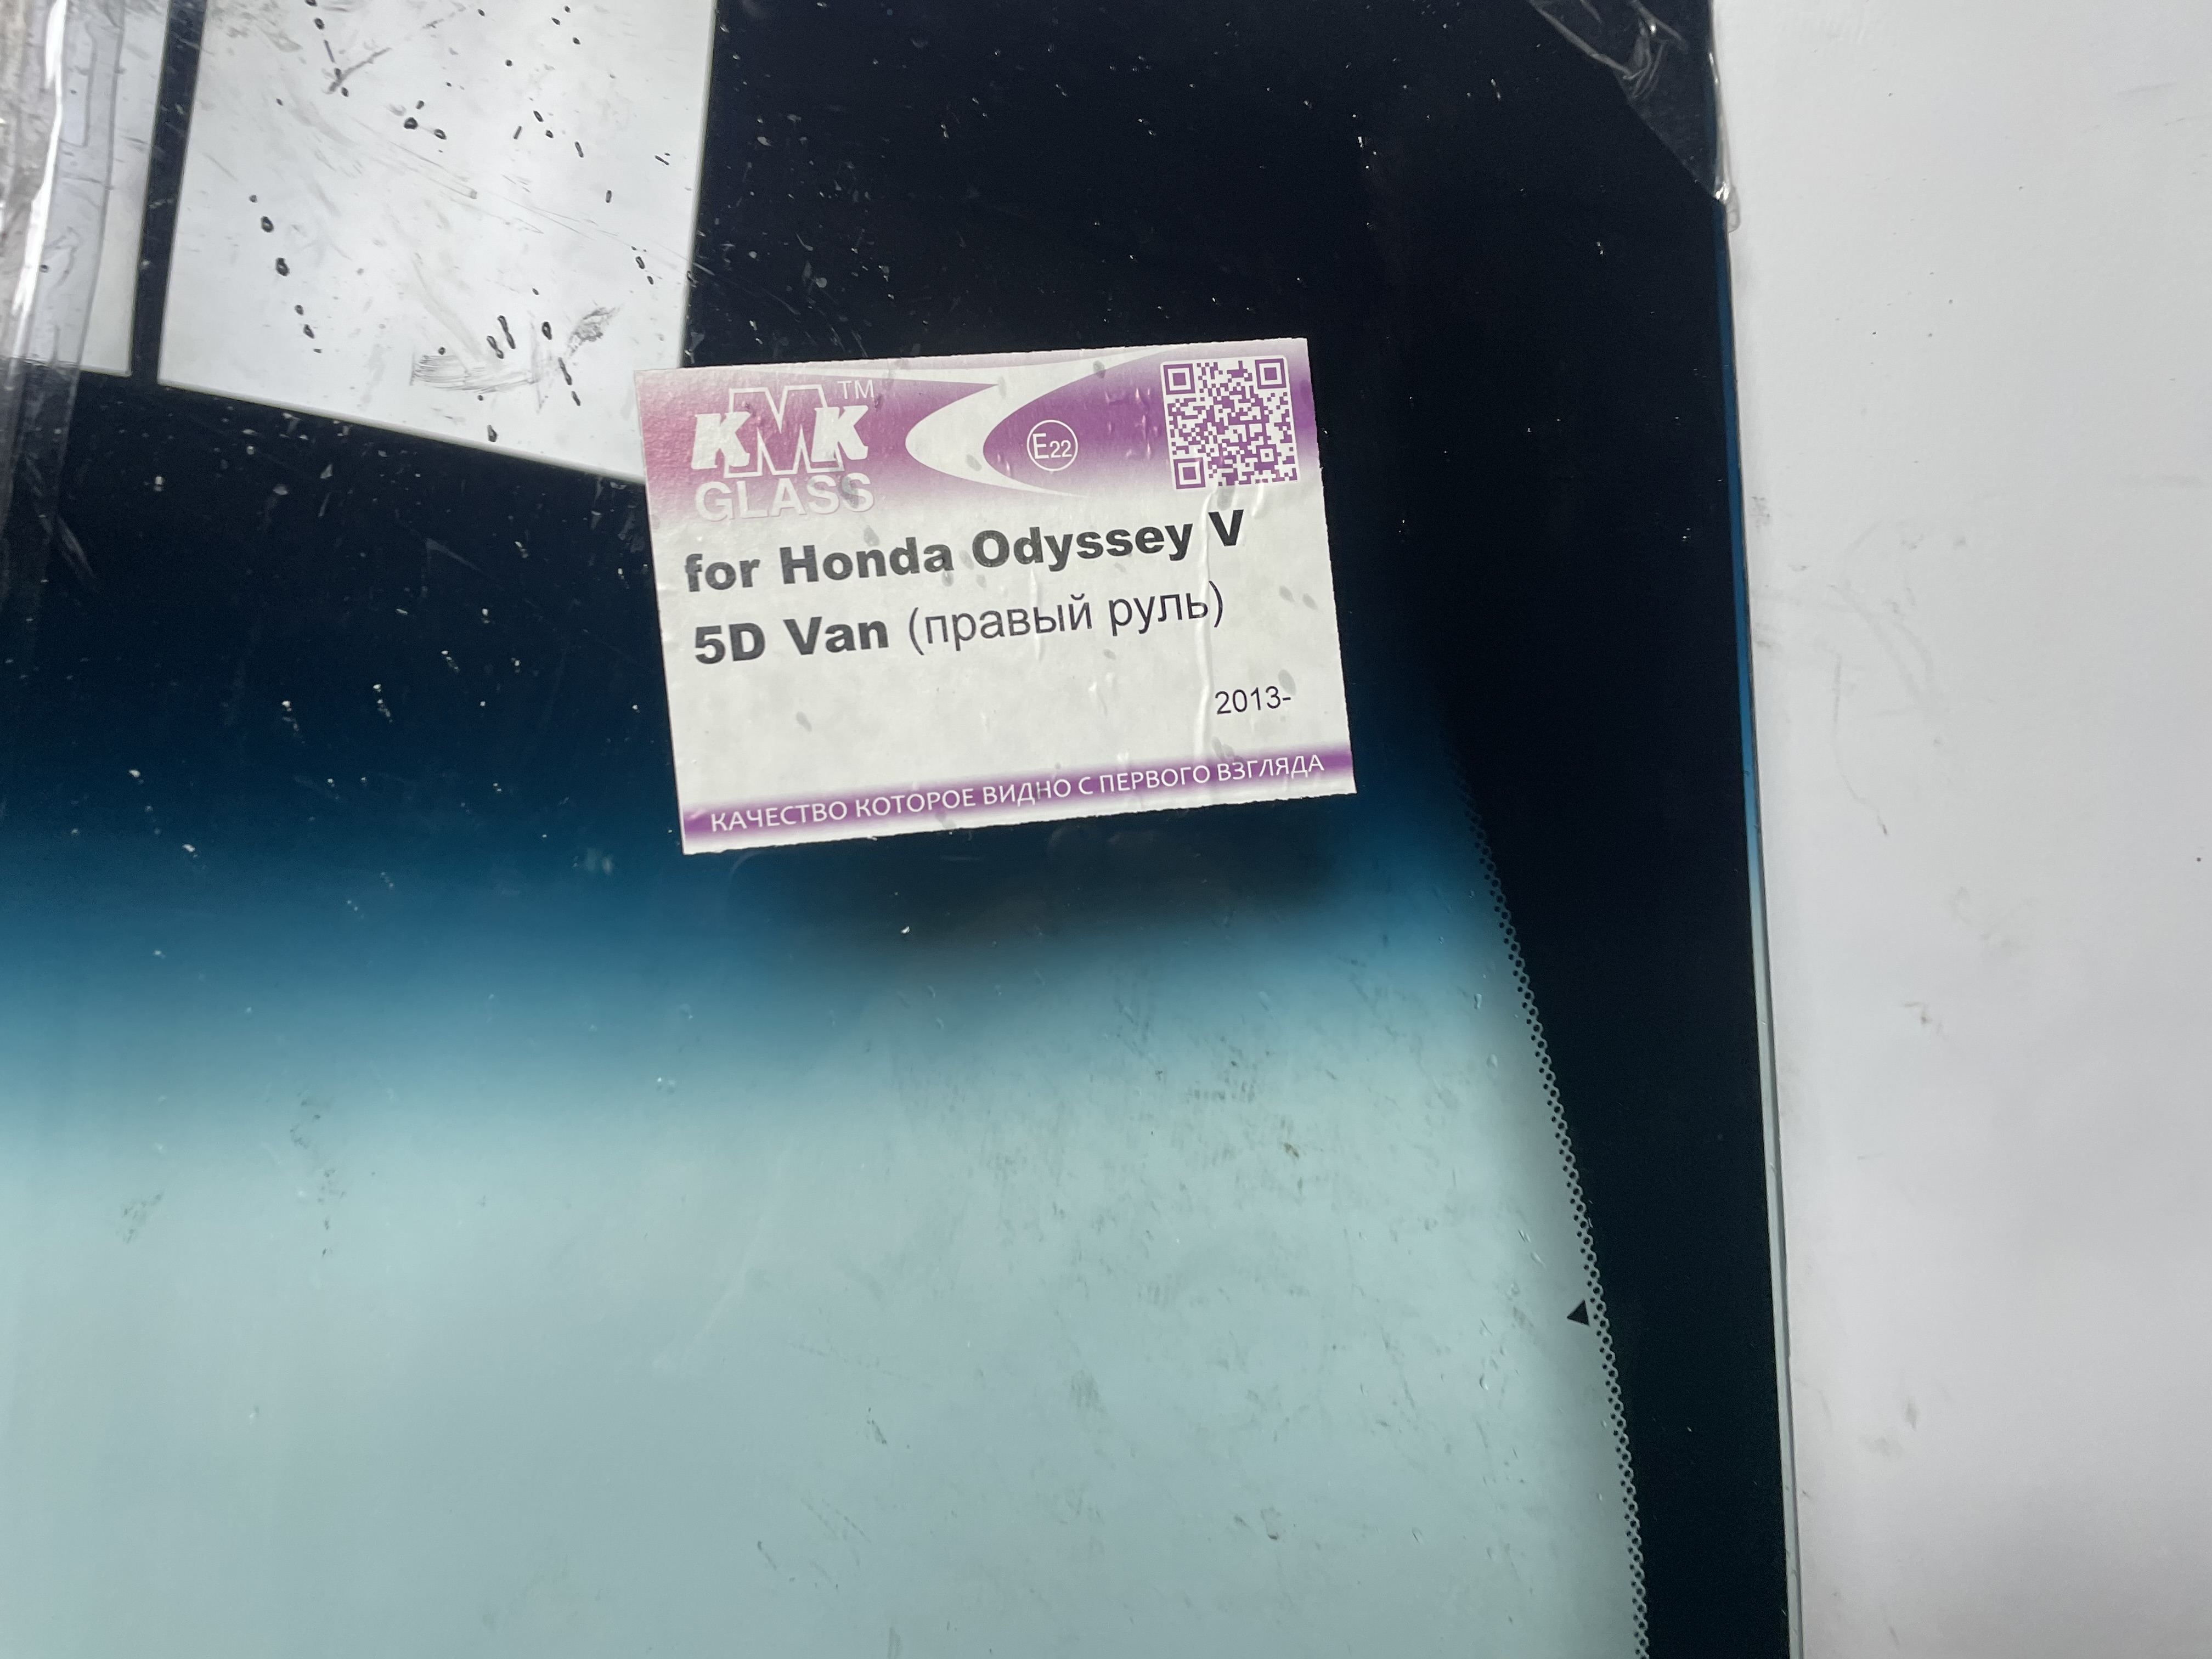 KMK™
GLASS
E22
for Honda Odyssey V
5D Van (правый руль)
2013-
КАЧЕСТВО КОТОРОЕ ВИДНО С ПЕРВОГО ВЗГЛЯДА